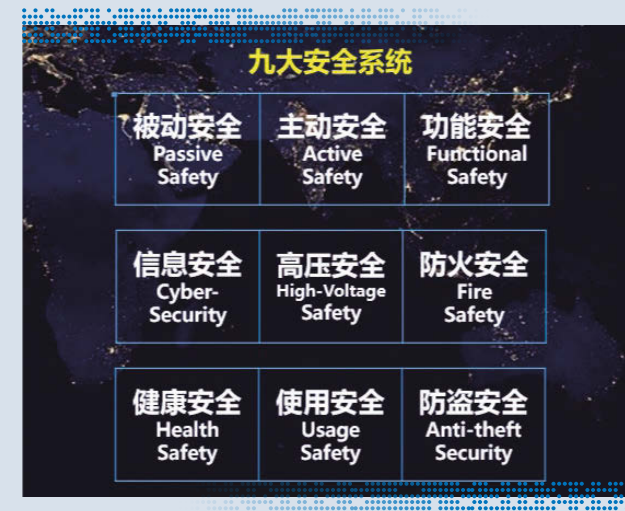 九大安全系统
被动安全
Passive
Safety
主动安全
Active
Safety
功能安全
Functional
Safety
信息安全
Cyber-
Security
高压安全
High-Voltage
Safety
防火安全
Fire
Safety
健康安全
Health
Safety
使用安全
Usage
Safety
防盗安全
Anti-theft
Security